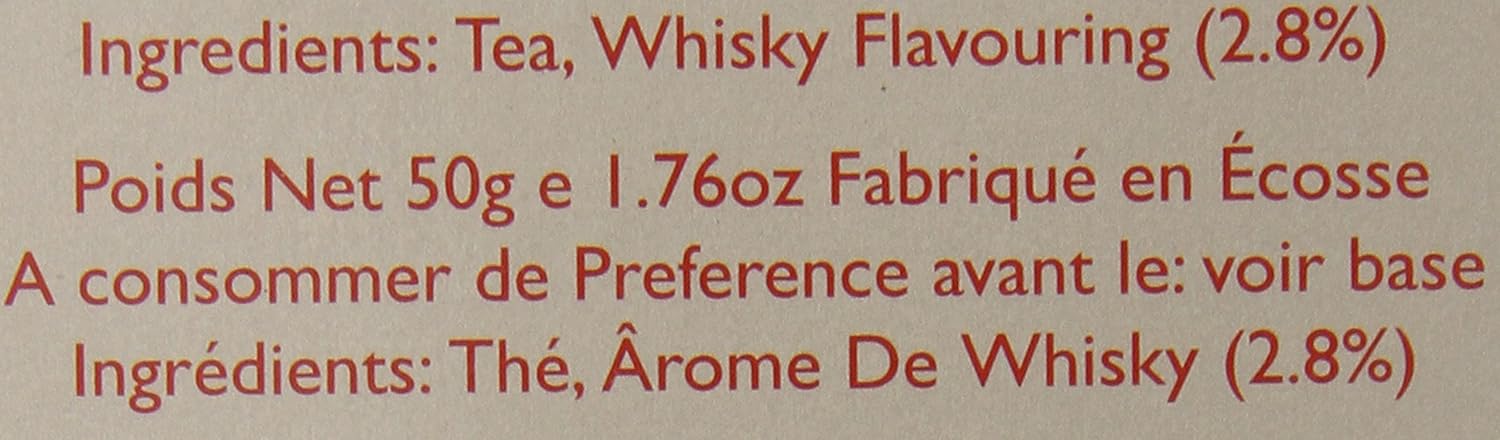 Ingredients: Tea, Whisky Flavouring (2.8%)
Poids Net 50g e 1.76oz Fabriqué en Écosse
A consommer de Preference avant le: voir base
Ingrédients: Thé, Ârome De Whisky (2.8%)